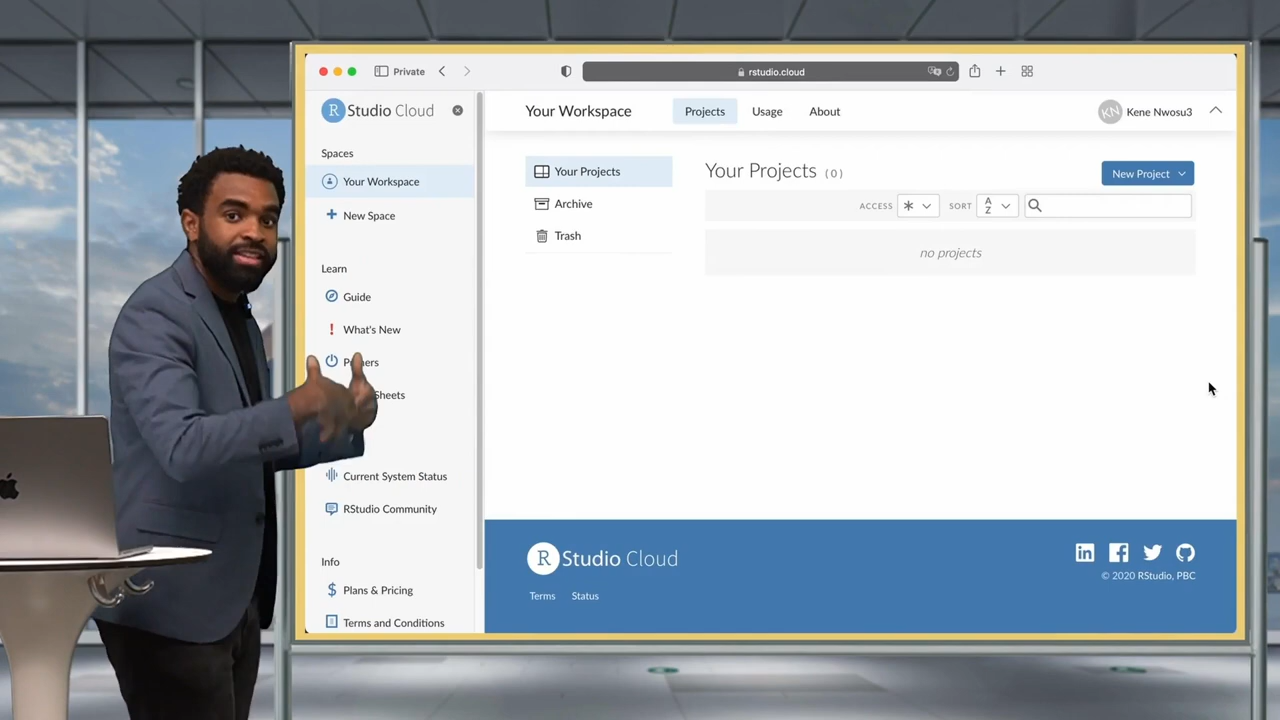 Private
rstudio.cloud
R Studio Cloud
Spaces
Your Workspace
New Space
Learn
Guide
What's New
Sheets
Current System Status
RStudio Community
Info
Plans & Pricing
Terms and Conditions
Your Workspace
Projects
Usage
About
KN
Kene Nwosu3
Your Projects
Archive
Trash
Your Projects (0)
New Project
ACCESS
*
SORT
A
Z
no projects
R Studio Cloud
Terms
Status
© 2020 RStudio, PBC